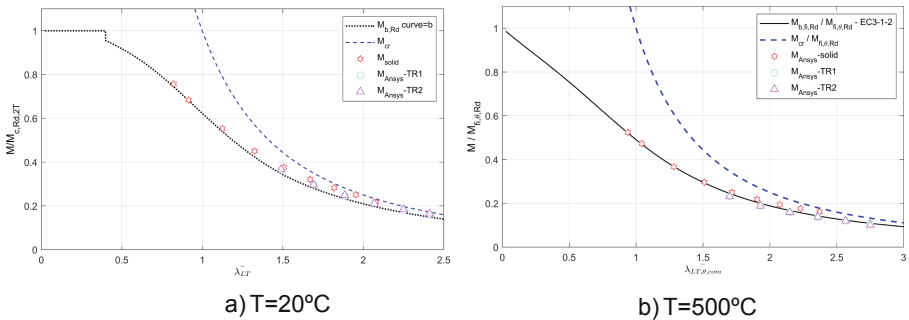 a)
1
0.8
0.6
0.4
0.2
0
0
0.5
1
1.5
2
2.5
M/M_c,Rd,2T
λ̄_LT
M_b,Rd curve=b
M_cr
M_solid
M_Ansys-TR1
M_Ansys-TR2
a) T=20ºC
b)
1
0.8
0.6
0.4
0.2
0
0
0.5
1
1.5
2
2.5
3
M / M_fi,θ,Rd
λ̄_LT,θ,com
M_b,fi,Rd / M_fi,θ,Rd - EC3-1-2
M_cr / M_fi,θ,Rd
M_Ansys-solid
M_Ansys-TR1
M_Ansys-TR2
b) T=500ºC